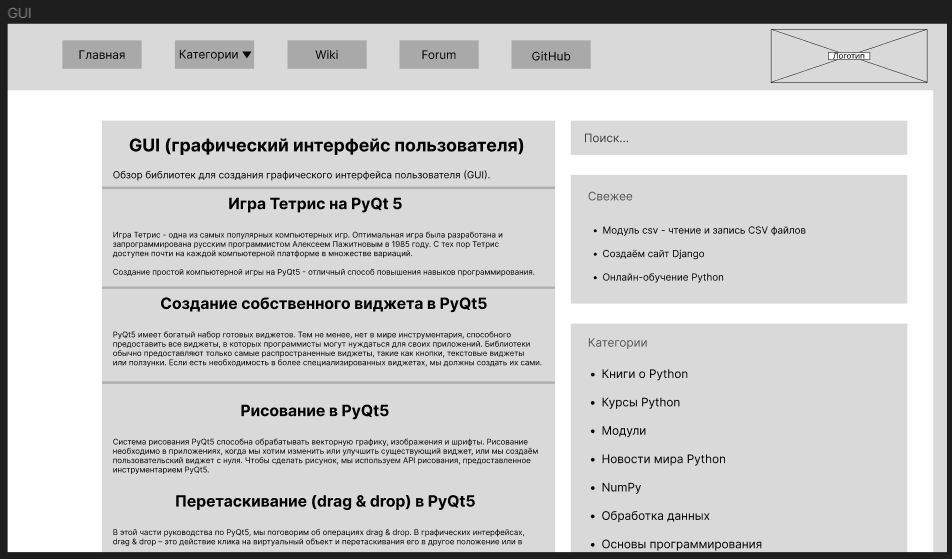 GUI
Главная
Категории ▼
Wiki
Forum
GitHub
Логотип
GUI (графический интерфейс пользователя)
Обзор библиотек для создания графического интерфейса пользователя (GUI).
Игра Тетрис на PyQt 5
Игра Тетрис - одна из самых популярных компьютерных игр. Оптимальная игра была разработана и
запрограммирована русским программистом Алексеем Пажитновым в 1985 году. С тех пор Тетрис
доступен почти на каждой компьютерной платформе в множестве вариаций.
Создание простой компьютерной игры на PyQt5 - отличный способ повышения навыков программирования.
Создание собственного виджета в PyQt5
PyQt5 имеет богатый набор готовых виджетов. Тем не менее, нет в мире инструментария, способного
предоставить все виджеты, в которых программисты могут нуждаться для своих приложений. Библиотеки
обычно предоставляют только самые распространенные виджеты, такие как кнопки, текстовые виджеты
или ползунки. Если есть необходимость в более специализированных виджетах, мы должны создать их сами.
Рисование в PyQt5
Система рисования PyQt5 способна обрабатывать векторную графику, изображения и шрифты. Рисование
необходимо в приложениях, когда мы хотим изменить или улучшить существующий виджет, или мы создаём
пользовательский виджет с нуля. Чтобы сделать рисунок, мы используем API рисования, предоставленное
инструментарием PyQt5.
Перетаскивание (drag & drop) в PyQt5
В этой части руководства по PyQt5, мы поговорим об операциях drag & drop. В графических интерфейсах,
drag & drop – это действие клика на виртуальный объект и перетаскивания его в другое положение или в
Поиск...
Свежее
• Модуль csv - чтение и запись CSV файлов
• Создаём сайт Django
• Онлайн-обучение Python
Категории
• Книги о Python
• Курсы Python
• Модули
• Новости мира Python
• NumPy
• Обработка данных
• Основы программирования